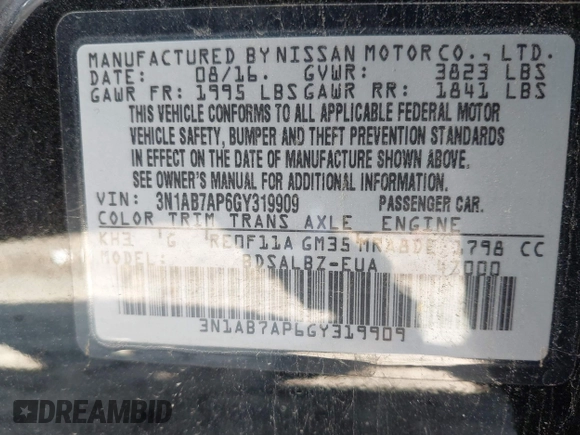 MANUFACTURED BY NISSAN MOTOR CO., LTD.
DATE: 08/16. GVWR: 3823 LBS
GAWR FR: 1995 LBS GAWR RR: 1841 LBS
THIS VEHICLE CONFORMS TO ALL APPLICABLE FEDERAL MOTOR
VEHICLE SAFETY, BUMPER AND THEFT PREVENTION STANDARDS
IN EFFECT ON THE DATE OF MANUFACTURE SHOWN ABOVE.
SEE OWNER'S MANUAL FOR ADDITIONAL INFORMATION.
VIN: 3N1AB7AP6GY319909 PASSENGER CAR.
COLOR TRIM TRANS AXLE ENGINE
KH3 G RE0F11A GM35 MRA8DE 1798 CC
MODEL: BDSALBZ-EUA
3N1AB7AP6GY319909
DREAMBID